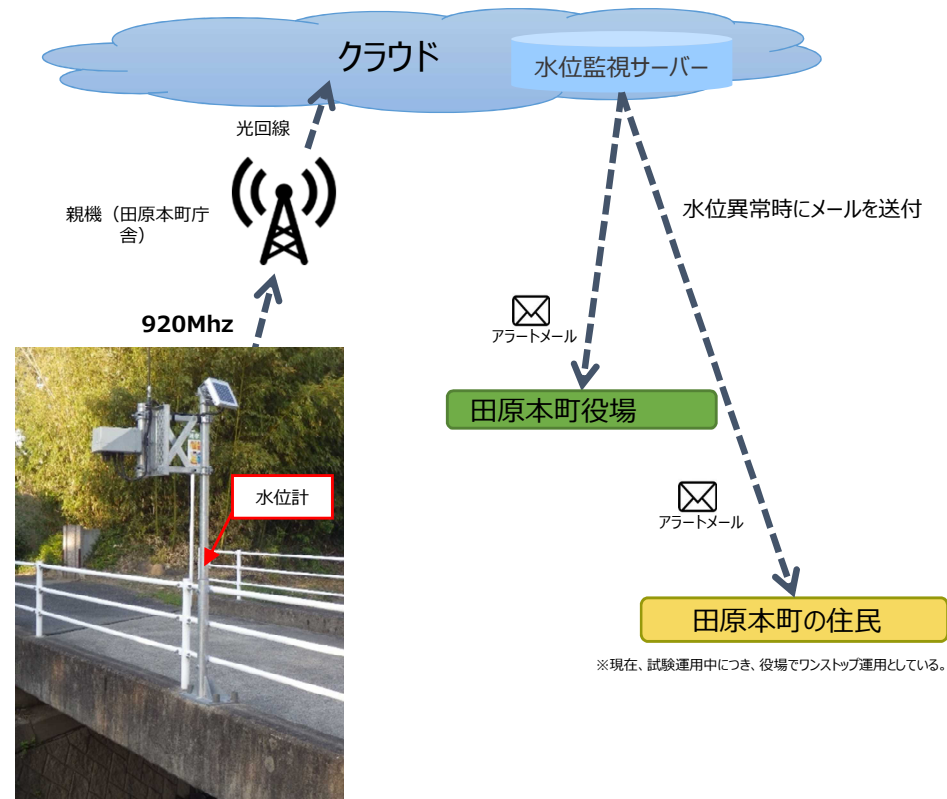 クラウド
水位監視サーバー
光回線
親機（田原本町庁
舎）
水位異常時にメールを送付
920Mhz
アラートメール
田原本町役場
水位計
アラートメール
田原本町の住民
※現在、試験運用中につき、役場でワンストップ運用としている。